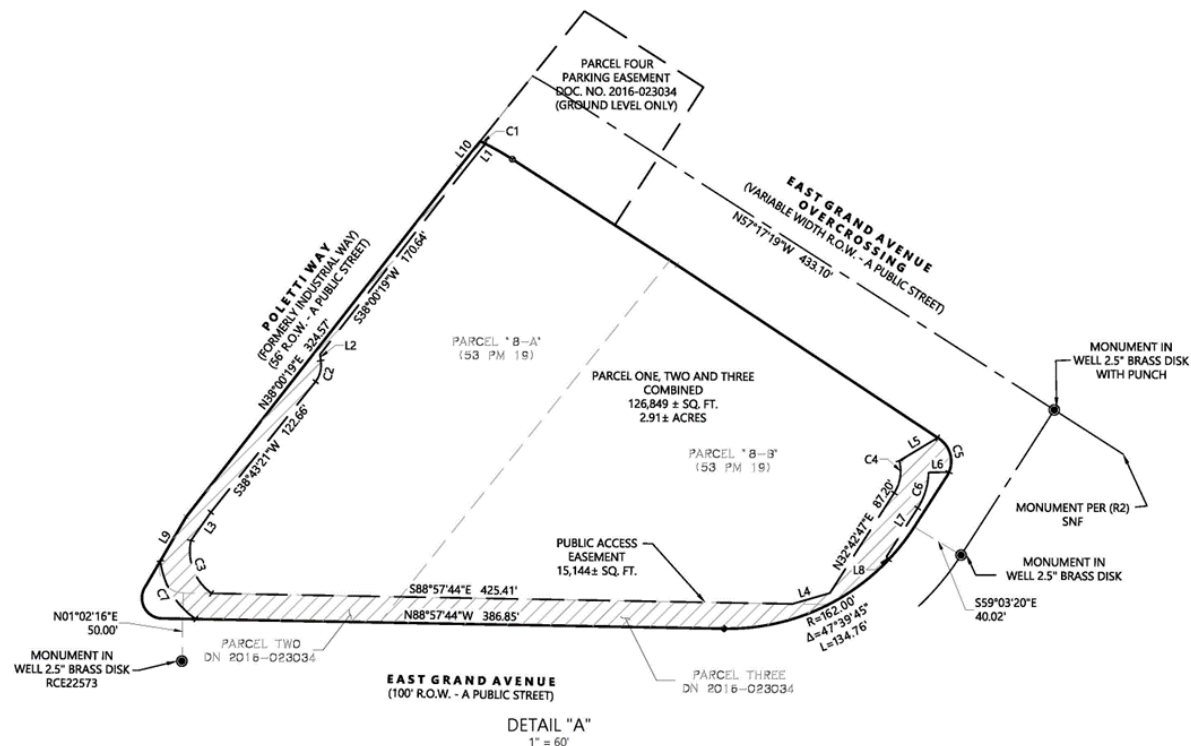 PARCEL FOUR
PARKING EASEMENT
DOC. NO. 2016-023034
(GROUND LEVEL ONLY)
C1
L10
L1
EAST GRAND AVENUE
OVERCROSSING
(VARIABLE WIDTH R.O.W. - A PUBLIC STREET)
N57°17'19"W 433.10'
POLETTI WAY
(FORMERLY INDUSTRIAL WAY)
(56' R.O.W. - A PUBLIC STREET)
N38°00'19"E 324.57'
S38°00'19"W 170.64'
L2
C2
S38°43'21"W 122.66'
PARCEL "8-A"
(53 PM 19)
PARCEL ONE, TWO AND THREE
COMBINED
126,849 ± SQ. FT.
2.91± ACRES
PARCEL "8-B"
(53 PM 19)
MONUMENT IN
WELL 2.5" BRASS DISK
WITH PUNCH
L5
C5
C4
L6
C6
L7
N32°42'47"E 87.20'
L8
MONUMENT PER (R2)
SNF
MONUMENT IN
WELL 2.5" BRASS DISK
S59°03'20"E
40.02'
L3
L9
C3
C7
PUBLIC ACCESS
EASEMENT
15,144± SQ. FT.
S88°57'44"E 425.41'
L4
N88°57'44"W 386.85'
R=162.00'
Δ=47°39'45"
L=134.76'
N01°02'16"E
50.00'
PARCEL TWO
DN 2016-023034
MONUMENT IN
WELL 2.5" BRASS DISK
RCE22573
PARCEL THREE
DN 2016-023034
EAST GRAND AVENUE
(100' R.O.W. - A PUBLIC STREET)
DETAIL "A"
1" = 60'